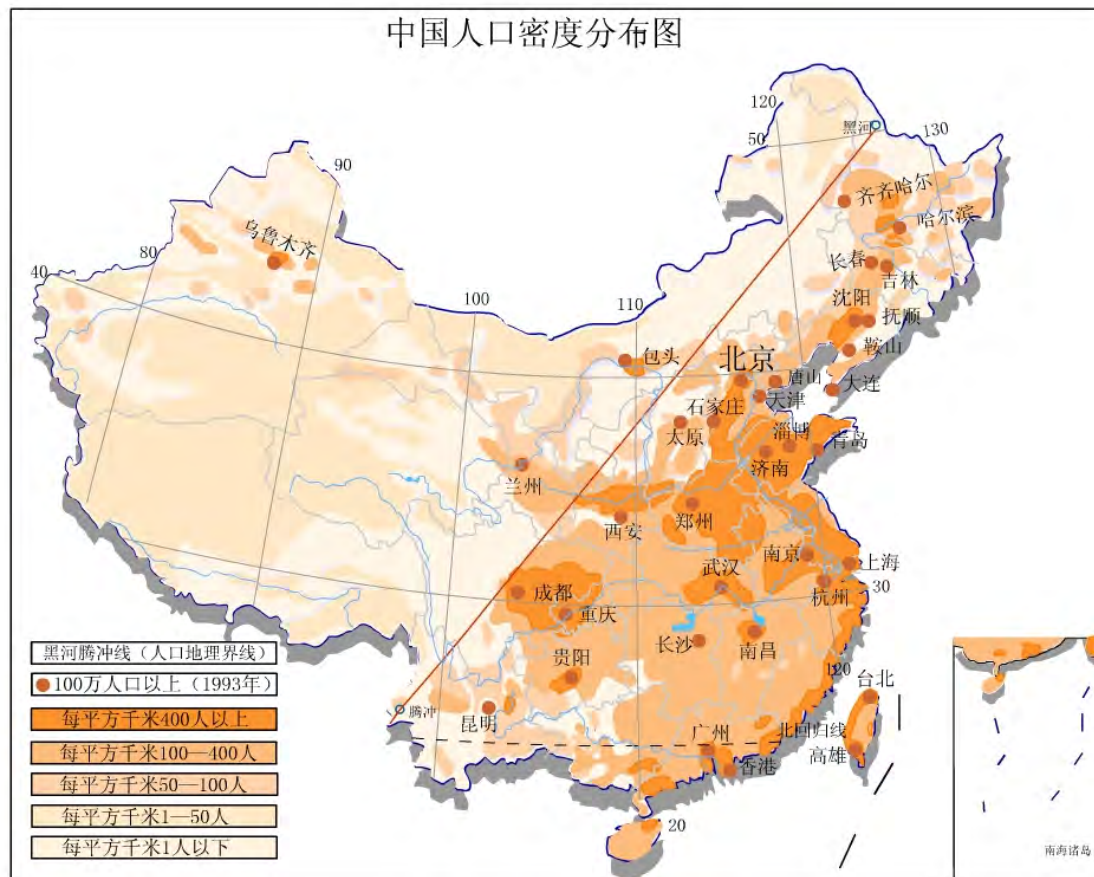 中国人口密度分布图
120
50
黑河
130
90
齐齐哈尔
哈尔滨
乌鲁木齐
80
40
长春
吉林
100
110
沈阳
抚顺
鞍山
包头
北京
唐山
大连
天津
石家庄
太原
淄博
青岛
济南
兰州
西安
郑州
南京
上海
武汉
杭州
30
成都
重庆
长沙
南昌
贵阳
120
台北
腾冲
昆明
广州
北回归线
高雄
香港
20
黑河腾冲线（人口地理界线）
100万人口以上（1993年）
每平方千米400人以上
每平方千米100—400人
每平方千米50—100人
每平方千米1—50人
每平方千米1人以下
南海诸岛